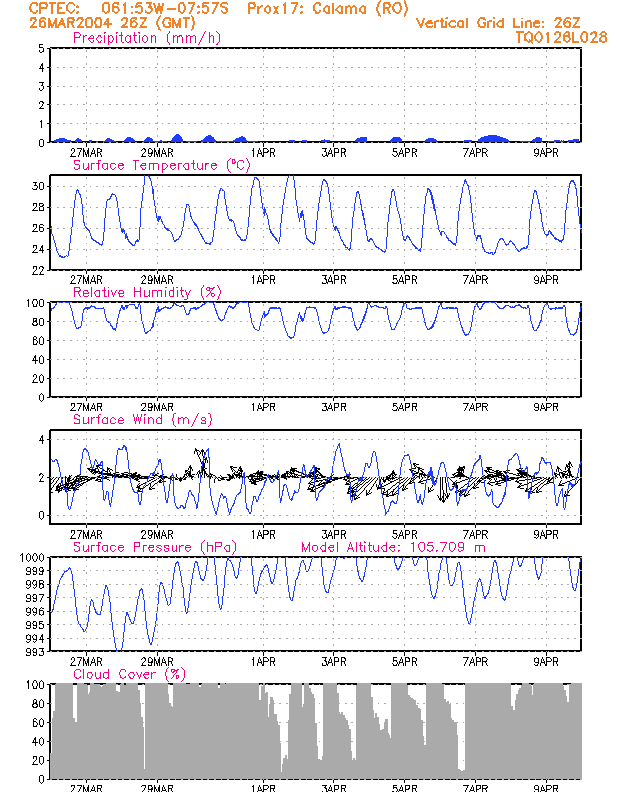 CPTEC: 061:53W-07:57S Prox17: Calama (RO)
26MAR2004 26Z (GMT) Vertical Grid Line: 26Z
Precipitation (mm/h) TQ0126L028
5
4
3
2
1
0
27MAR 29MAR 1APR 3APR 5APR 7APR 9APR
Surface Temperature (ºC)
30
28
26
24
22
27MAR 29MAR 1APR 3APR 5APR 7APR 9APR
Relative Humidity (%)
100
80
60
40
20
0
27MAR 29MAR 1APR 3APR 5APR 7APR 9APR
Surface Wind (m/s)
4
2
0
27MAR 29MAR 1APR 3APR 5APR 7APR 9APR
Surface Pressure (hPa) Model Altitude: 105.709 m
1000
999
998
997
996
995
994
993
27MAR 29MAR 1APR 3APR 5APR 7APR 9APR
Cloud Cover (%)
100
80
60
40
20
0
27MAR 29MAR 1APR 3APR 5APR 7APR 9APR